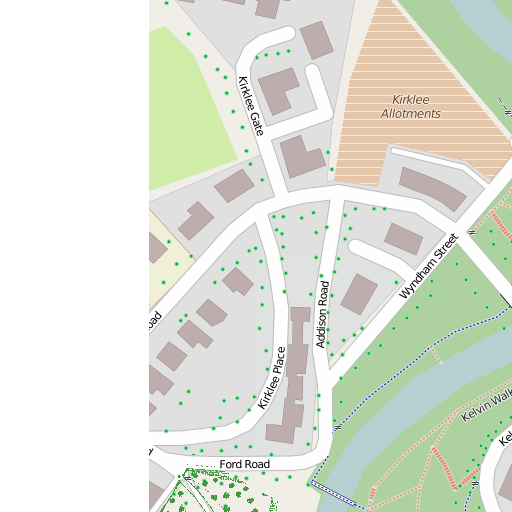 Kirklee Gate
Kirklee
Allotments
Wyndham Street
Addison Road
Kirklee Place
Ford Road
Kelvin Walk